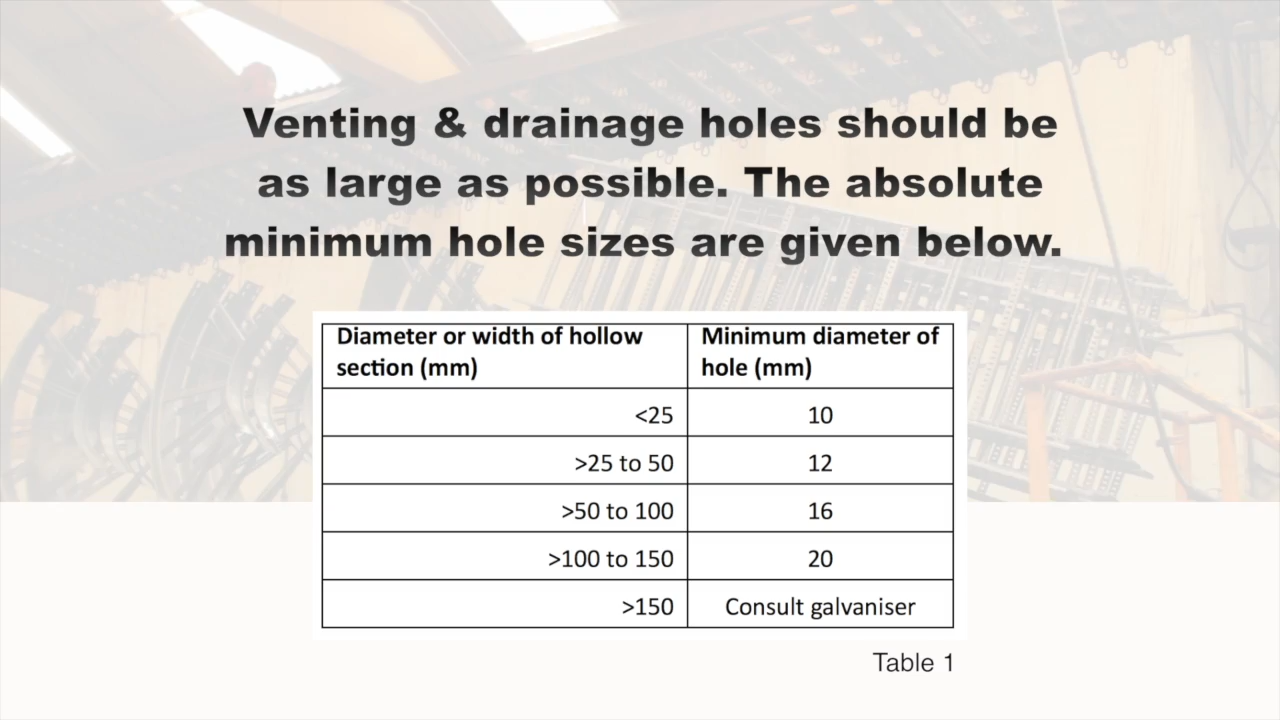 Venting & drainage holes should be
as large as possible. The absolute
minimum hole sizes are given below.
Diameter or width of hollow
section (mm)
Minimum diameter of
hole (mm)
<25
10
>25 to 50
12
>50 to 100
16
>100 to 150
20
>150
Consult galvaniser
Table 1